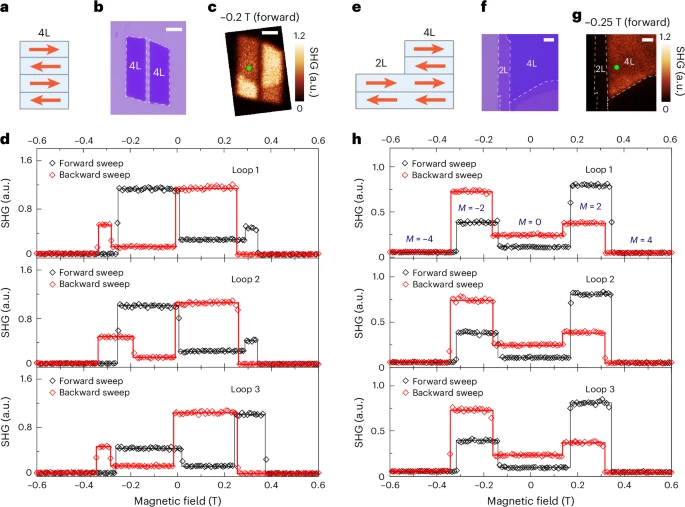 a
b
c
–0.2 T (forward)
e
f
g
–0.25 T (forward)
4L
4L
4L
1.2
SHG (a.u.)
0
4L
2L
4L
2L
4L
2L
1.2
SHG (a.u.)
0
d
–0.6 –0.4 –0.2 0 0.2 0.4 0.6
1.6
0.8
0
SHG (a.u.)
Forward sweep
Backward sweep
Loop 1
1.6
0.8
0
SHG (a.u.)
Forward sweep
Backward sweep
Loop 2
1.6
0.8
0
SHG (a.u.)
Forward sweep
Backward sweep
Loop 3
–0.6 –0.4 –0.2 0 0.2 0.4 0.6
Magnetic field (T)
h
–0.6 –0.4 –0.2 0 0.2 0.4 0.6
1.0
0.5
0
SHG (a.u.)
Forward sweep
Backward sweep
Loop 1
M = –4
M = –2
M = 0
M = 2
M = 4
1.0
0.5
0
SHG (a.u.)
Forward sweep
Backward sweep
Loop 2
1.0
0.5
0
SHG (a.u.)
Forward sweep
Backward sweep
Loop 3
–0.6 –0.4 –0.2 0 0.2 0.4 0.6
Magnetic field (T)